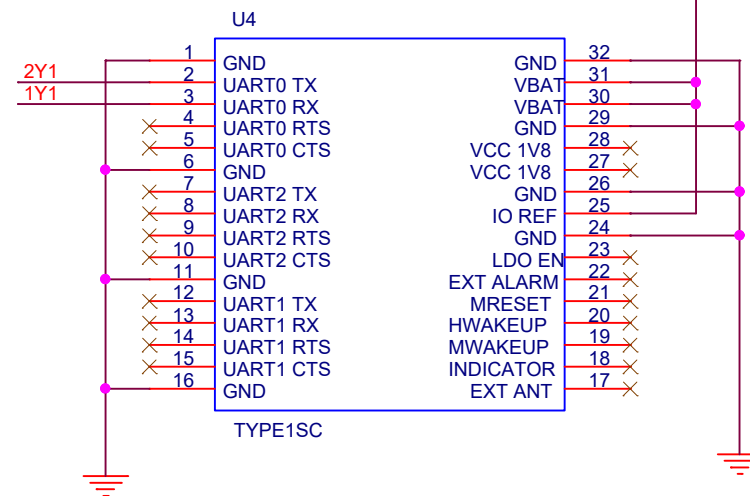 U4
1 GND GND 32
2Y1 2 UART0 TX VBAT 31
1Y1 3 UART0 RX VBAT 30
4 UART0 RTS GND 29
5 UART0 CTS VCC 1V8 28
6 GND VCC 1V8 27
7 UART2 TX GND 26
8 UART2 RX IO REF 25
9 UART2 RTS GND 24
10 UART2 CTS LDO EN 23
11 GND EXT ALARM 22
12 UART1 TX MRESET 21
13 UART1 RX HWAKEUP 20
14 UART1 RTS MWAKEUP 19
15 UART1 CTS INDICATOR 18
16 GND EXT ANT 17
TYPE1SC